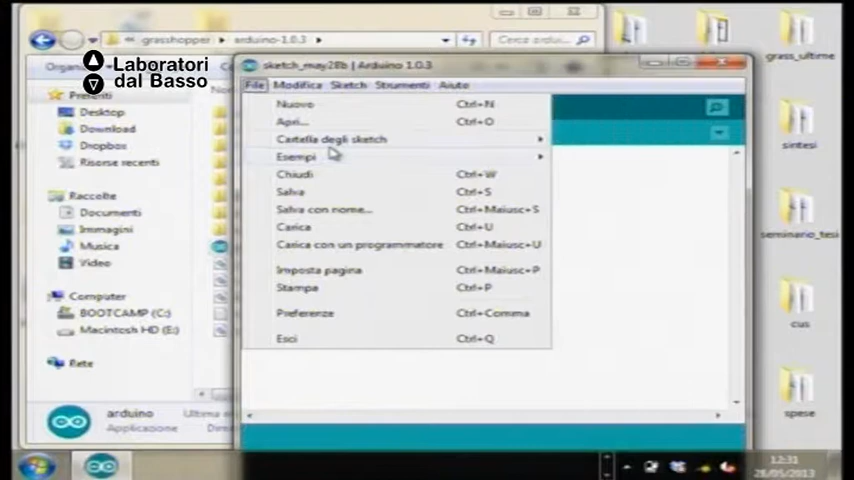 grasshopper arduino-1.0.3
Cerca ardui...
Laboratori
dal Basso
sketch_may28b | Arduino 1.0.3
File Modifica Sketch Strumenti Aiuto
Nuovo Ctrl+N
Apri... Ctrl+O
Cartella degli sketch
Esempi
Chiudi Ctrl+W
Salva Ctrl+S
Salva con nome... Ctrl+Maiusc+S
Carica Ctrl+U
Carica con un programmatore Ctrl+Maiusc+U
Imposta pagina Ctrl+Maiusc+P
Stampa Ctrl+P
Preferenze Ctrl+Comma
Esci Ctrl+Q
Preferiti
Desktop
Download
Dropbox
Risorse recenti
Raccolte
Documenti
Immagini
Musica
Video
Computer
BOOTCAMP (C:)
Macintosh HD (E:)
Rete
arduino
Applicazione
grass_ultime
sintesi
seminario_tesi
cus
spese
12:31
28/05/2013